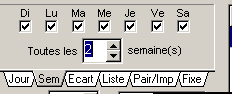 Di Lu Ma Me Je Ve Sa
Toutes les 2 semaine(s)
Jour Sem Ecart Liste Pair/Imp Fixe